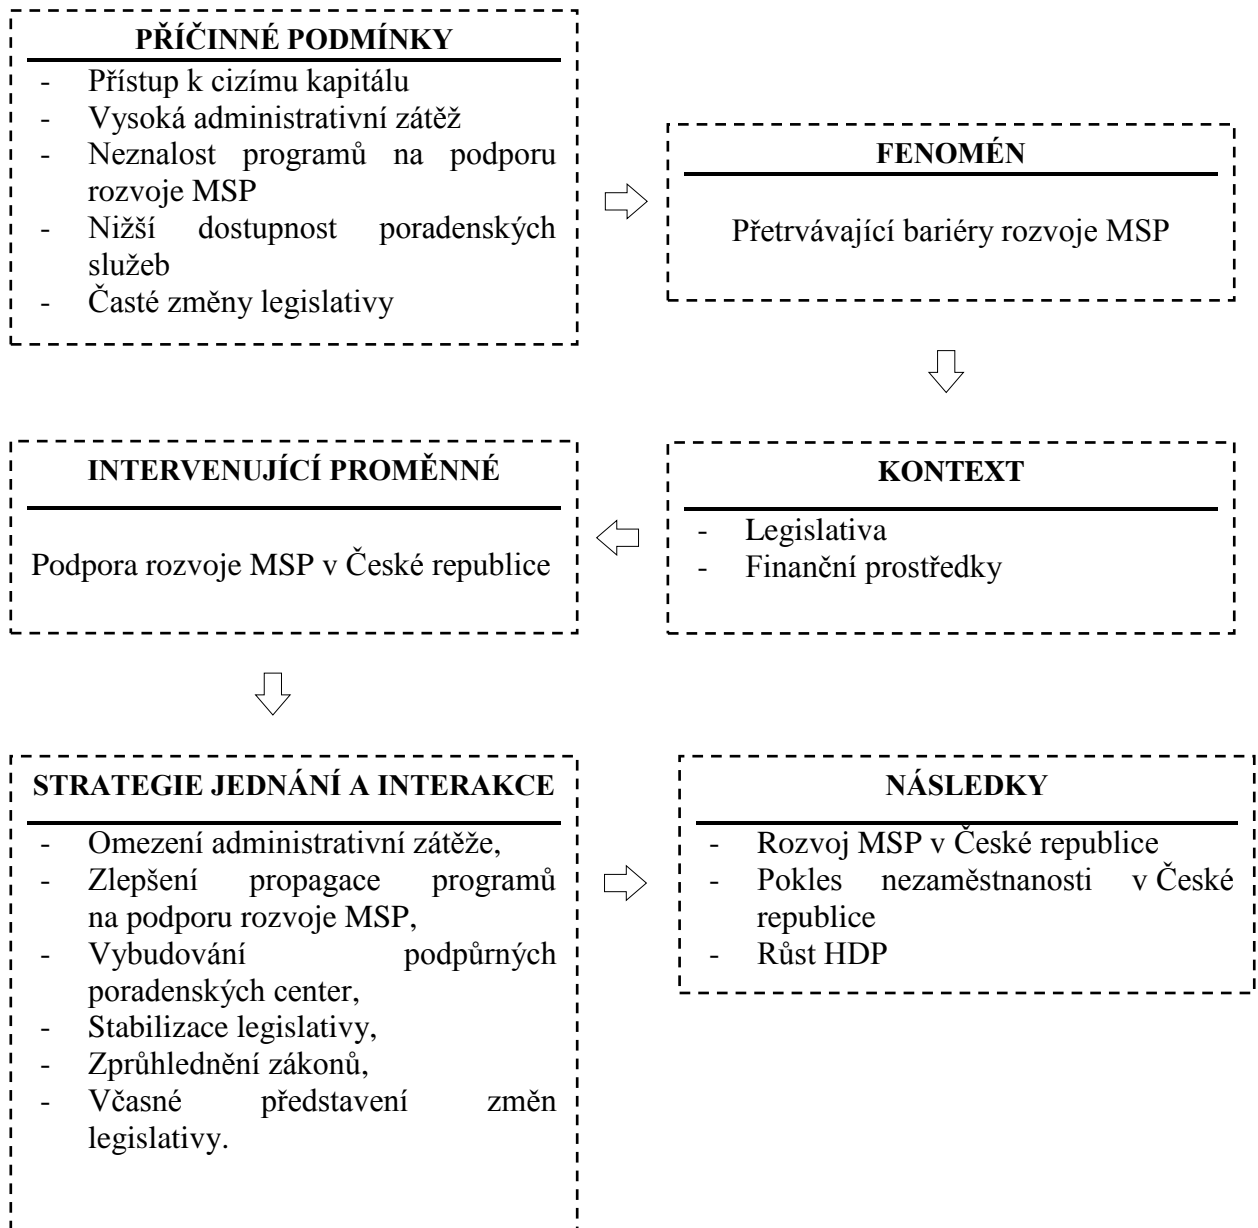 PŘÍČINNÉ PODMÍNKY
- Přístup k cizímu kapitálu
- Vysoká administrativní zátěž
- Neznalost programů na podporu
rozvoje MSP
- Nižší dostupnost poradenských
služeb
- Časté změny legislativy
FENOMÉN
Přetrvávající bariéry rozvoje MSP
KONTEXT
- Legislativa
- Finanční prostředky
INTERVENUJÍCÍ PROMĚNNÉ
Podpora rozvoje MSP v České republice
STRATEGIE JEDNÁNÍ A INTERAKCE
- Omezení administrativní zátěže,
- Zlepšení propagace programů
na podporu rozvoje MSP,
- Vybudování podpůrných
poradenských center,
- Stabilizace legislativy,
- Zprůhlednění zákonů,
- Včasné představení změn
legislativy.
NÁSLEDKY
- Rozvoj MSP v České republice
- Pokles nezaměstnanosti v České
republice
- Růst HDP